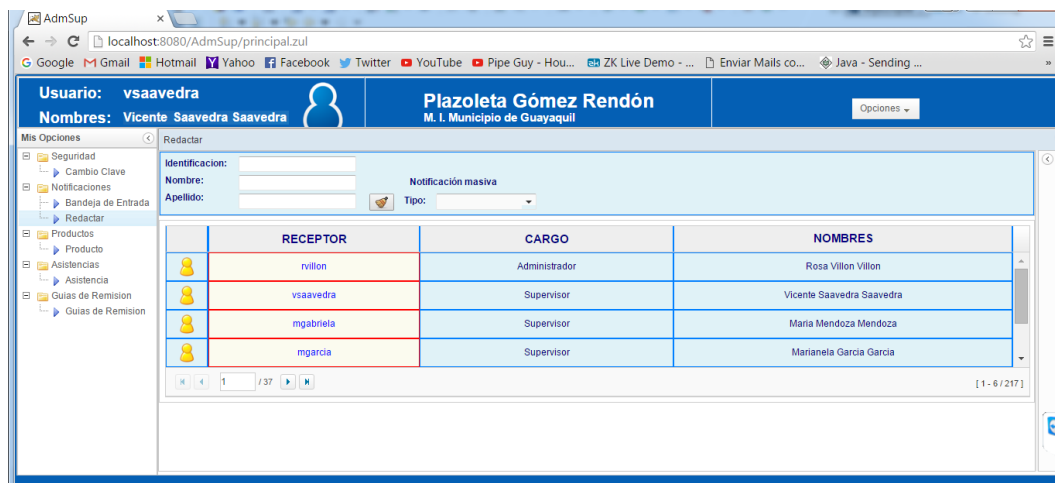 AdmSup
localhost:8080/AdmSup/principal.zul
Google Gmail Hotmail Yahoo Facebook Twitter YouTube Pipe Guy - Hou... ZK Live Demo - ... Enviar Mails co... Java - Sending ... »
Usuario: vsaavedra
Nombres: Vicente Saavedra Saavedra
Plazoleta Gómez Rendón
M. I. Municipio de Guayaquil
Opciones
Mis Opciones
Seguridad
Cambio Clave
Notificaciones
Bandeja de Entrada
Redactar
Productos
Producto
Asistencias
Asistencia
Guias de Remision
Guias de Remision
Redactar
Identificacion:
Nombre:
Apellido:
Notificación masiva
Tipo:
RECEPTOR CARGO NOMBRES
rvillon Administrador Rosa Villon Villon
vsaavedra Supervisor Vicente Saavedra Saavedra
mgabriela Supervisor Maria Mendoza Mendoza
mgarcia Supervisor Marianela Garcia Garcia
1 / 37 [ 1 - 6 / 217 ]